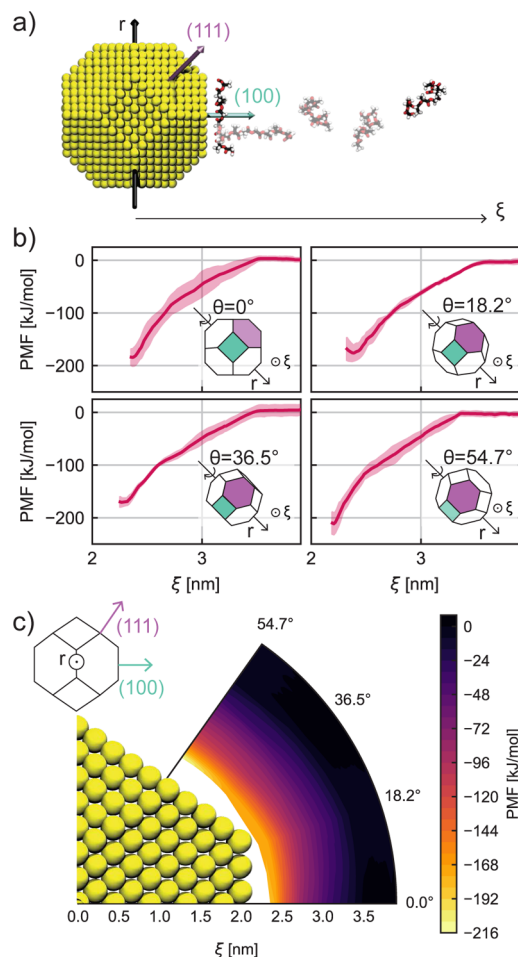 a)
r
(111)
(100)
ξ
b)
PMF [kJ/mol]
0
−100
−200
θ=0°
r
ξ
θ=18.2°
r
ξ
PMF [kJ/mol]
0
−100
−200
θ=36.5°
r
ξ
θ=54.7°
r
ξ
2
3
2
3
ξ [nm]
ξ [nm]
c)
(111)
r
(100)
54.7°
36.5°
18.2°
0.0°
0.0
0.5
1.0
1.5
2.0
2.5
3.0
3.5
ξ [nm]
0
−24
−48
−72
−96
−120
−144
−168
−192
−216
PMF [kJ/mol]